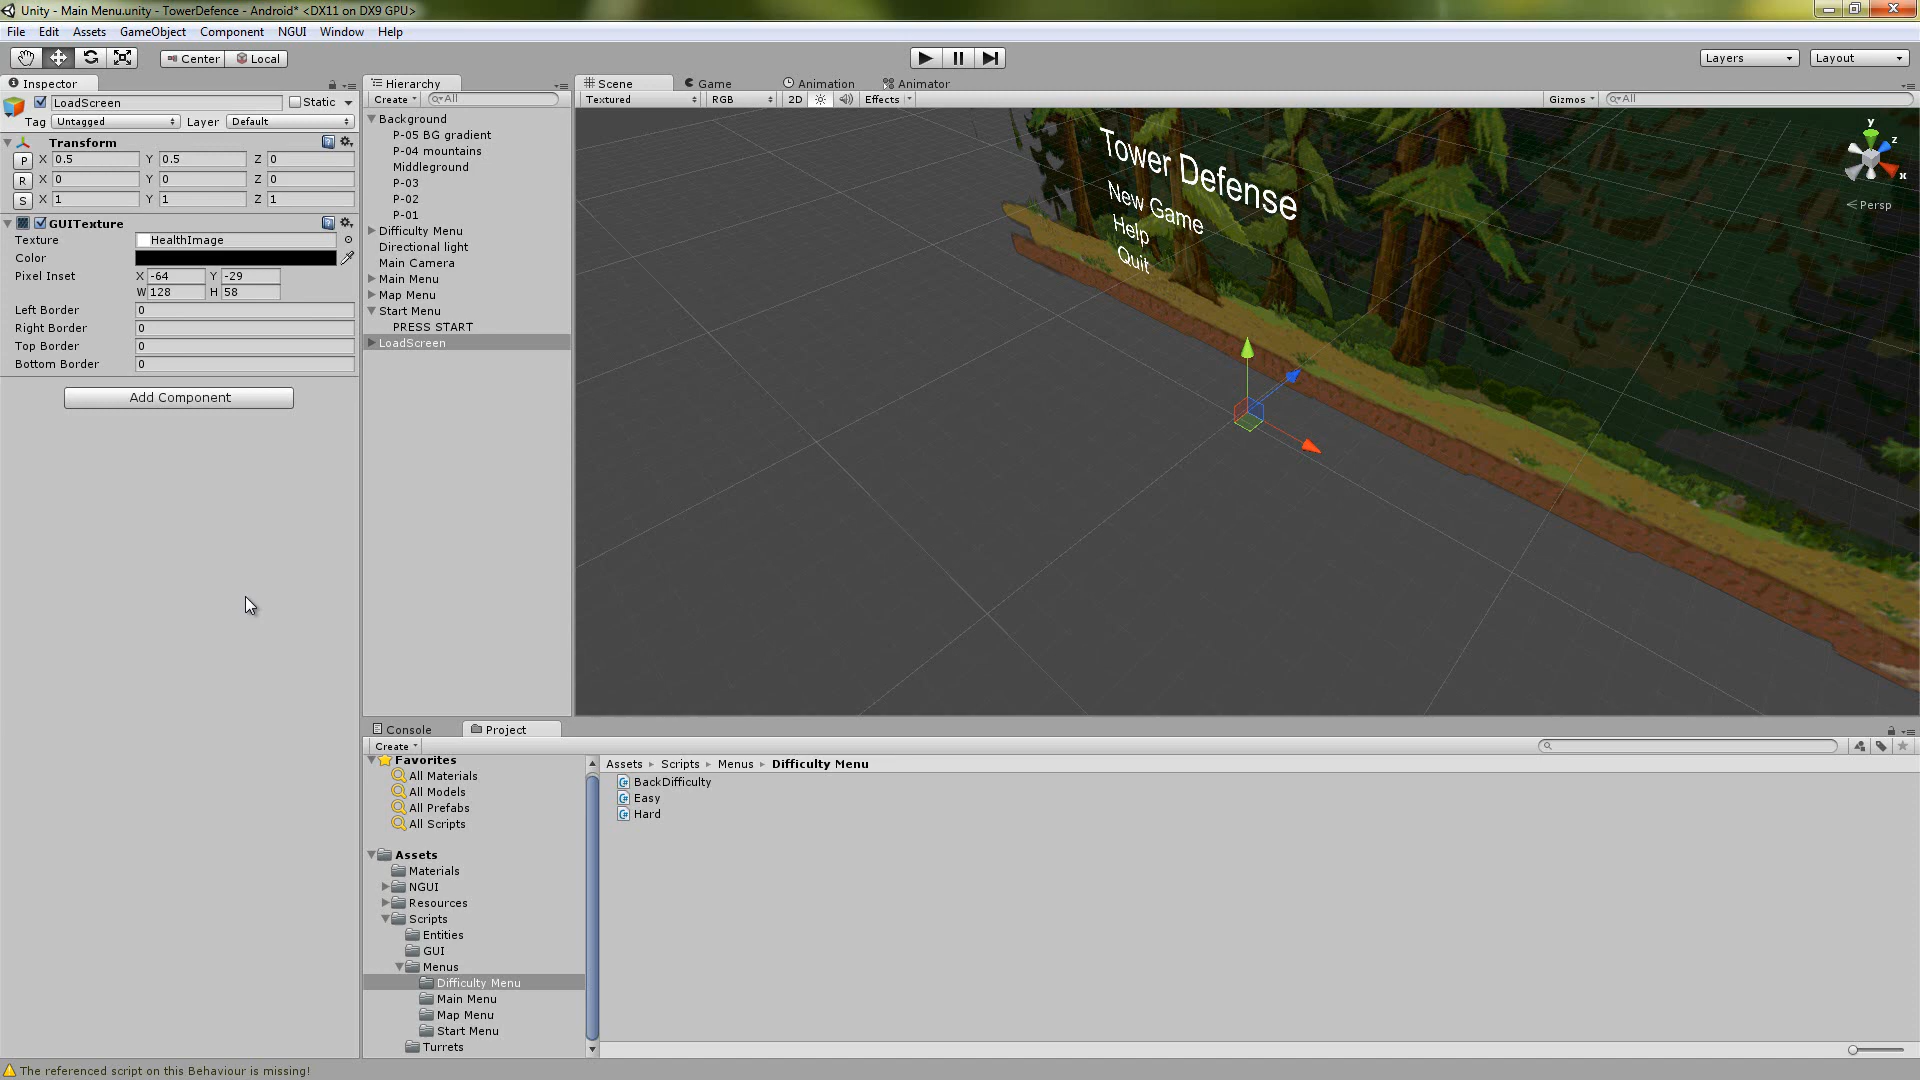 Unity - Main Menu.unity - TowerDefence - Android* <DX11 on DX9 GPU>
File Edit Assets GameObject Component NGUI Window Help
Center Local Layers Layout
Inspector
LoadScreen Static
Tag Untagged Layer Default
Transform
P X 0.5 Y 0.5 Z 0
R X 0 Y 0 Z 0
S X 1 Y 1 Z 1
GUITexture
Texture HealthImage
Color
Pixel Inset X -64 Y -29
W 128 H 58
Left Border 0
Right Border 0
Top Border 0
Bottom Border 0
Add Component
Hierarchy
Create All
Background
P-05 BG gradient
P-04 mountains
Middleground
P-03
P-02
P-01
Difficulty Menu
Directional light
Main Camera
Main Menu
Map Menu
Start Menu
PRESS START
LoadScreen
Scene Game Animation Animator
Textured RGB 2D Effects Gizmos All
Tower Defense
New Game
Help
Quit
y
z
x
Persp
Console Project
Create
Favorites
All Materials
All Models
All Prefabs
All Scripts
Assets
Materials
NGUI
Resources
Scripts
Entities
GUI
Menus
Difficulty Menu
Main Menu
Map Menu
Start Menu
Turrets
Assets Scripts Menus Difficulty Menu
BackDifficulty
Easy
Hard
The referenced script on this Behaviour is missing!